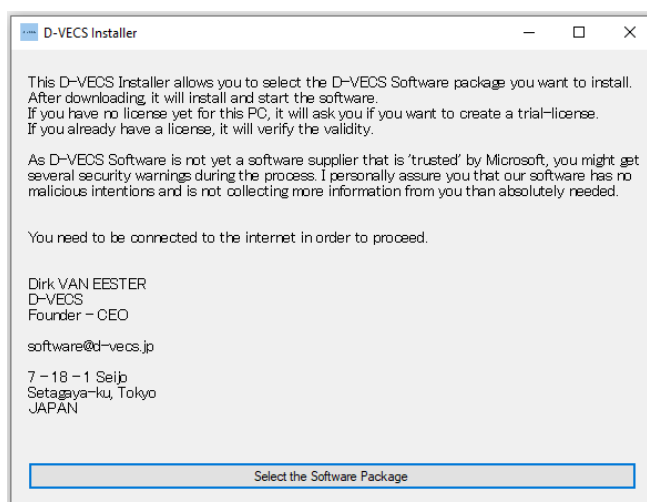 D-VECS Installer
This D-VECS Installer allows you to select the D-VECS Software package you want to install.
After downloading, it will install and start the software.
If you have no license yet for this PC, it will ask you if you want to create a trial-license.
If you already have a license, it will verify the validity.
As D-VECS Software is not yet a software supplier that is 'trusted' by Microsoft, you might get
several security warnings during the process. I personally assure you that our software has no
malicious intentions and is not collecting more information from you than absolutely needed.
You need to be connected to the internet in order to proceed.
Dirk VAN EESTER
D-VECS
Founder - CEO
software@d-vecs.jp
7 - 18 - 1 Seijo
Setagaya-ku, Tokyo
JAPAN
Select the Software Package